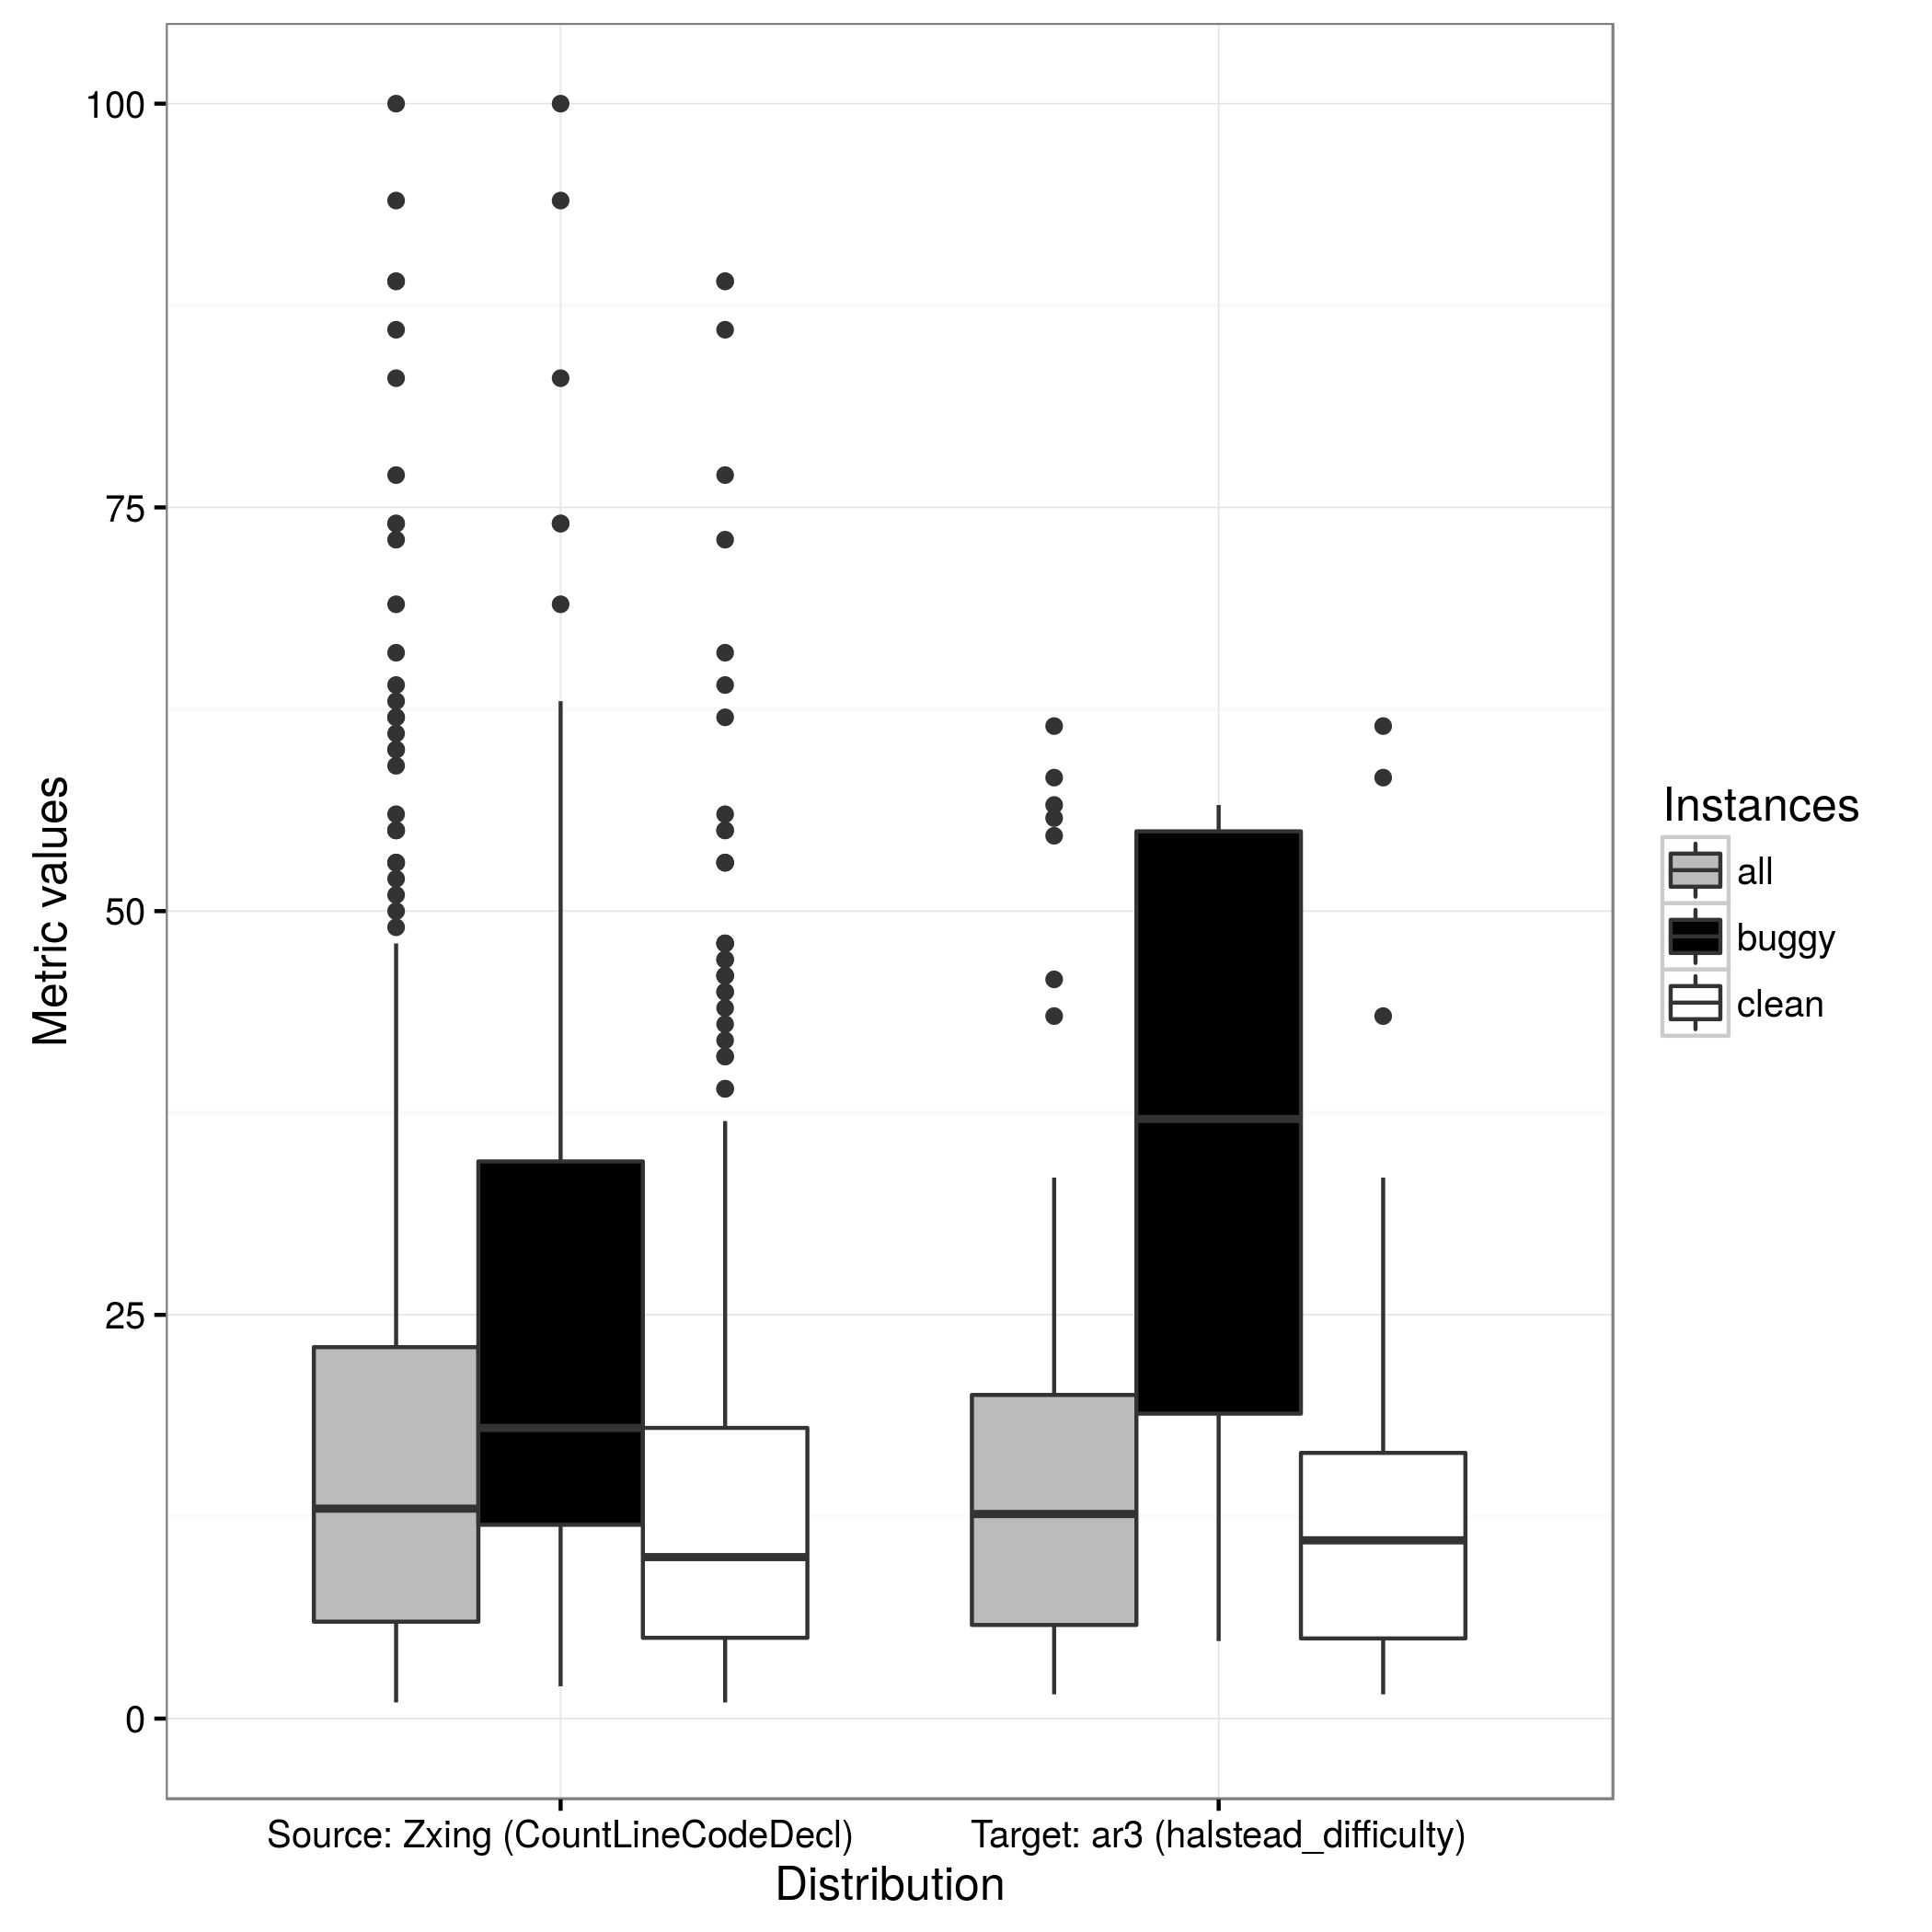 100
75
50
25
0
Metric values
Source: Zxing (CountLineCodeDecl)
Target: ar3 (halstead_difficulty)
Distribution
Instances
all
buggy
clean